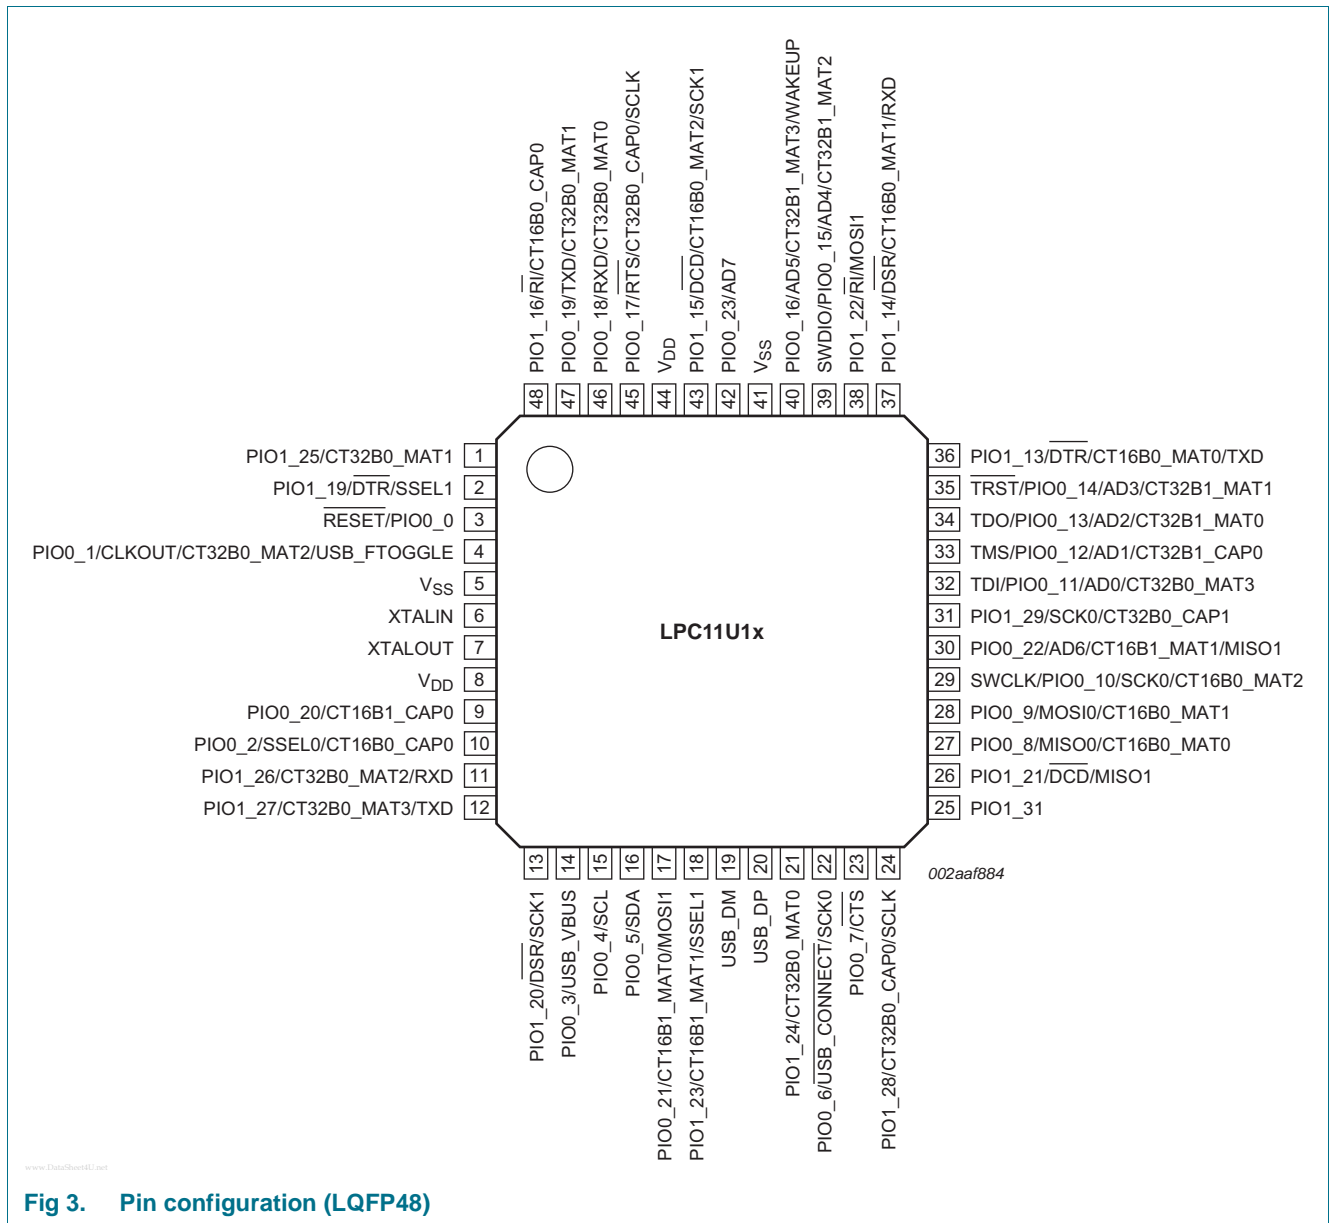 PIO1_16/RI/CT16B0_CAP0
PIO0_19/TXD/CT32B0_MAT1
PIO0_18/RXD/CT32B0_MAT0
PIO0_17/RTS/CT32B0_CAP0/SCLK
VDD
PIO1_15/DCD/CT16B0_MAT2/SCK1
PIO0_23/AD7
VSS
PIO0_16/AD5/CT32B1_MAT3/WAKEUP
SWDIO/PIO0_15/AD4/CT32B1_MAT2
PIO1_22/RI/MOSI1
PIO1_14/DSR/CT16B0_MAT1/RXD
48 47 46 45 44 43 42 41 40 39 38 37
PIO1_25/CT32B0_MAT1 1
PIO1_19/DTR/SSEL1 2
RESET/PIO0_0 3
PIO0_1/CLKOUT/CT32B0_MAT2/USB_FTOGGLE 4
VSS 5
XTALIN 6
XTALOUT 7
VDD 8
PIO0_20/CT16B1_CAP0 9
PIO0_2/SSEL0/CT16B0_CAP0 10
PIO1_26/CT32B0_MAT2/RXD 11
PIO1_27/CT32B0_MAT3/TXD 12
LPC11U1x
36 PIO1_13/DTR/CT16B0_MAT0/TXD
35 TRST/PIO0_14/AD3/CT32B1_MAT1
34 TDO/PIO0_13/AD2/CT32B1_MAT0
33 TMS/PIO0_12/AD1/CT32B1_CAP0
32 TDI/PIO0_11/AD0/CT32B0_MAT3
31 PIO1_29/SCK0/CT32B0_CAP1
30 PIO0_22/AD6/CT16B1_MAT1/MISO1
29 SWCLK/PIO0_10/SCK0/CT16B0_MAT2
28 PIO0_9/MOSI0/CT16B0_MAT1
27 PIO0_8/MISO0/CT16B0_MAT0
26 PIO1_21/DCD/MISO1
25 PIO1_31
13 14 15 16 17 18 19 20 21 22 23 24
PIO1_20/DSR/SCK1
PIO0_3/USB_VBUS
PIO0_4/SCL
PIO0_5/SDA
PIO0_21/CT16B1_MAT0/MOSI1
PIO1_23/CT16B1_MAT1/SSEL1
USB_DM
USB_DP
PIO1_24/CT32B0_MAT0
PIO0_6/USB_CONNECT/SCK0
PIO0_7/CTS
PIO1_28/CT32B0_CAP0/SCLK
002aaf884
www.DataSheet4U.net
Fig 3. Pin configuration (LQFP48)